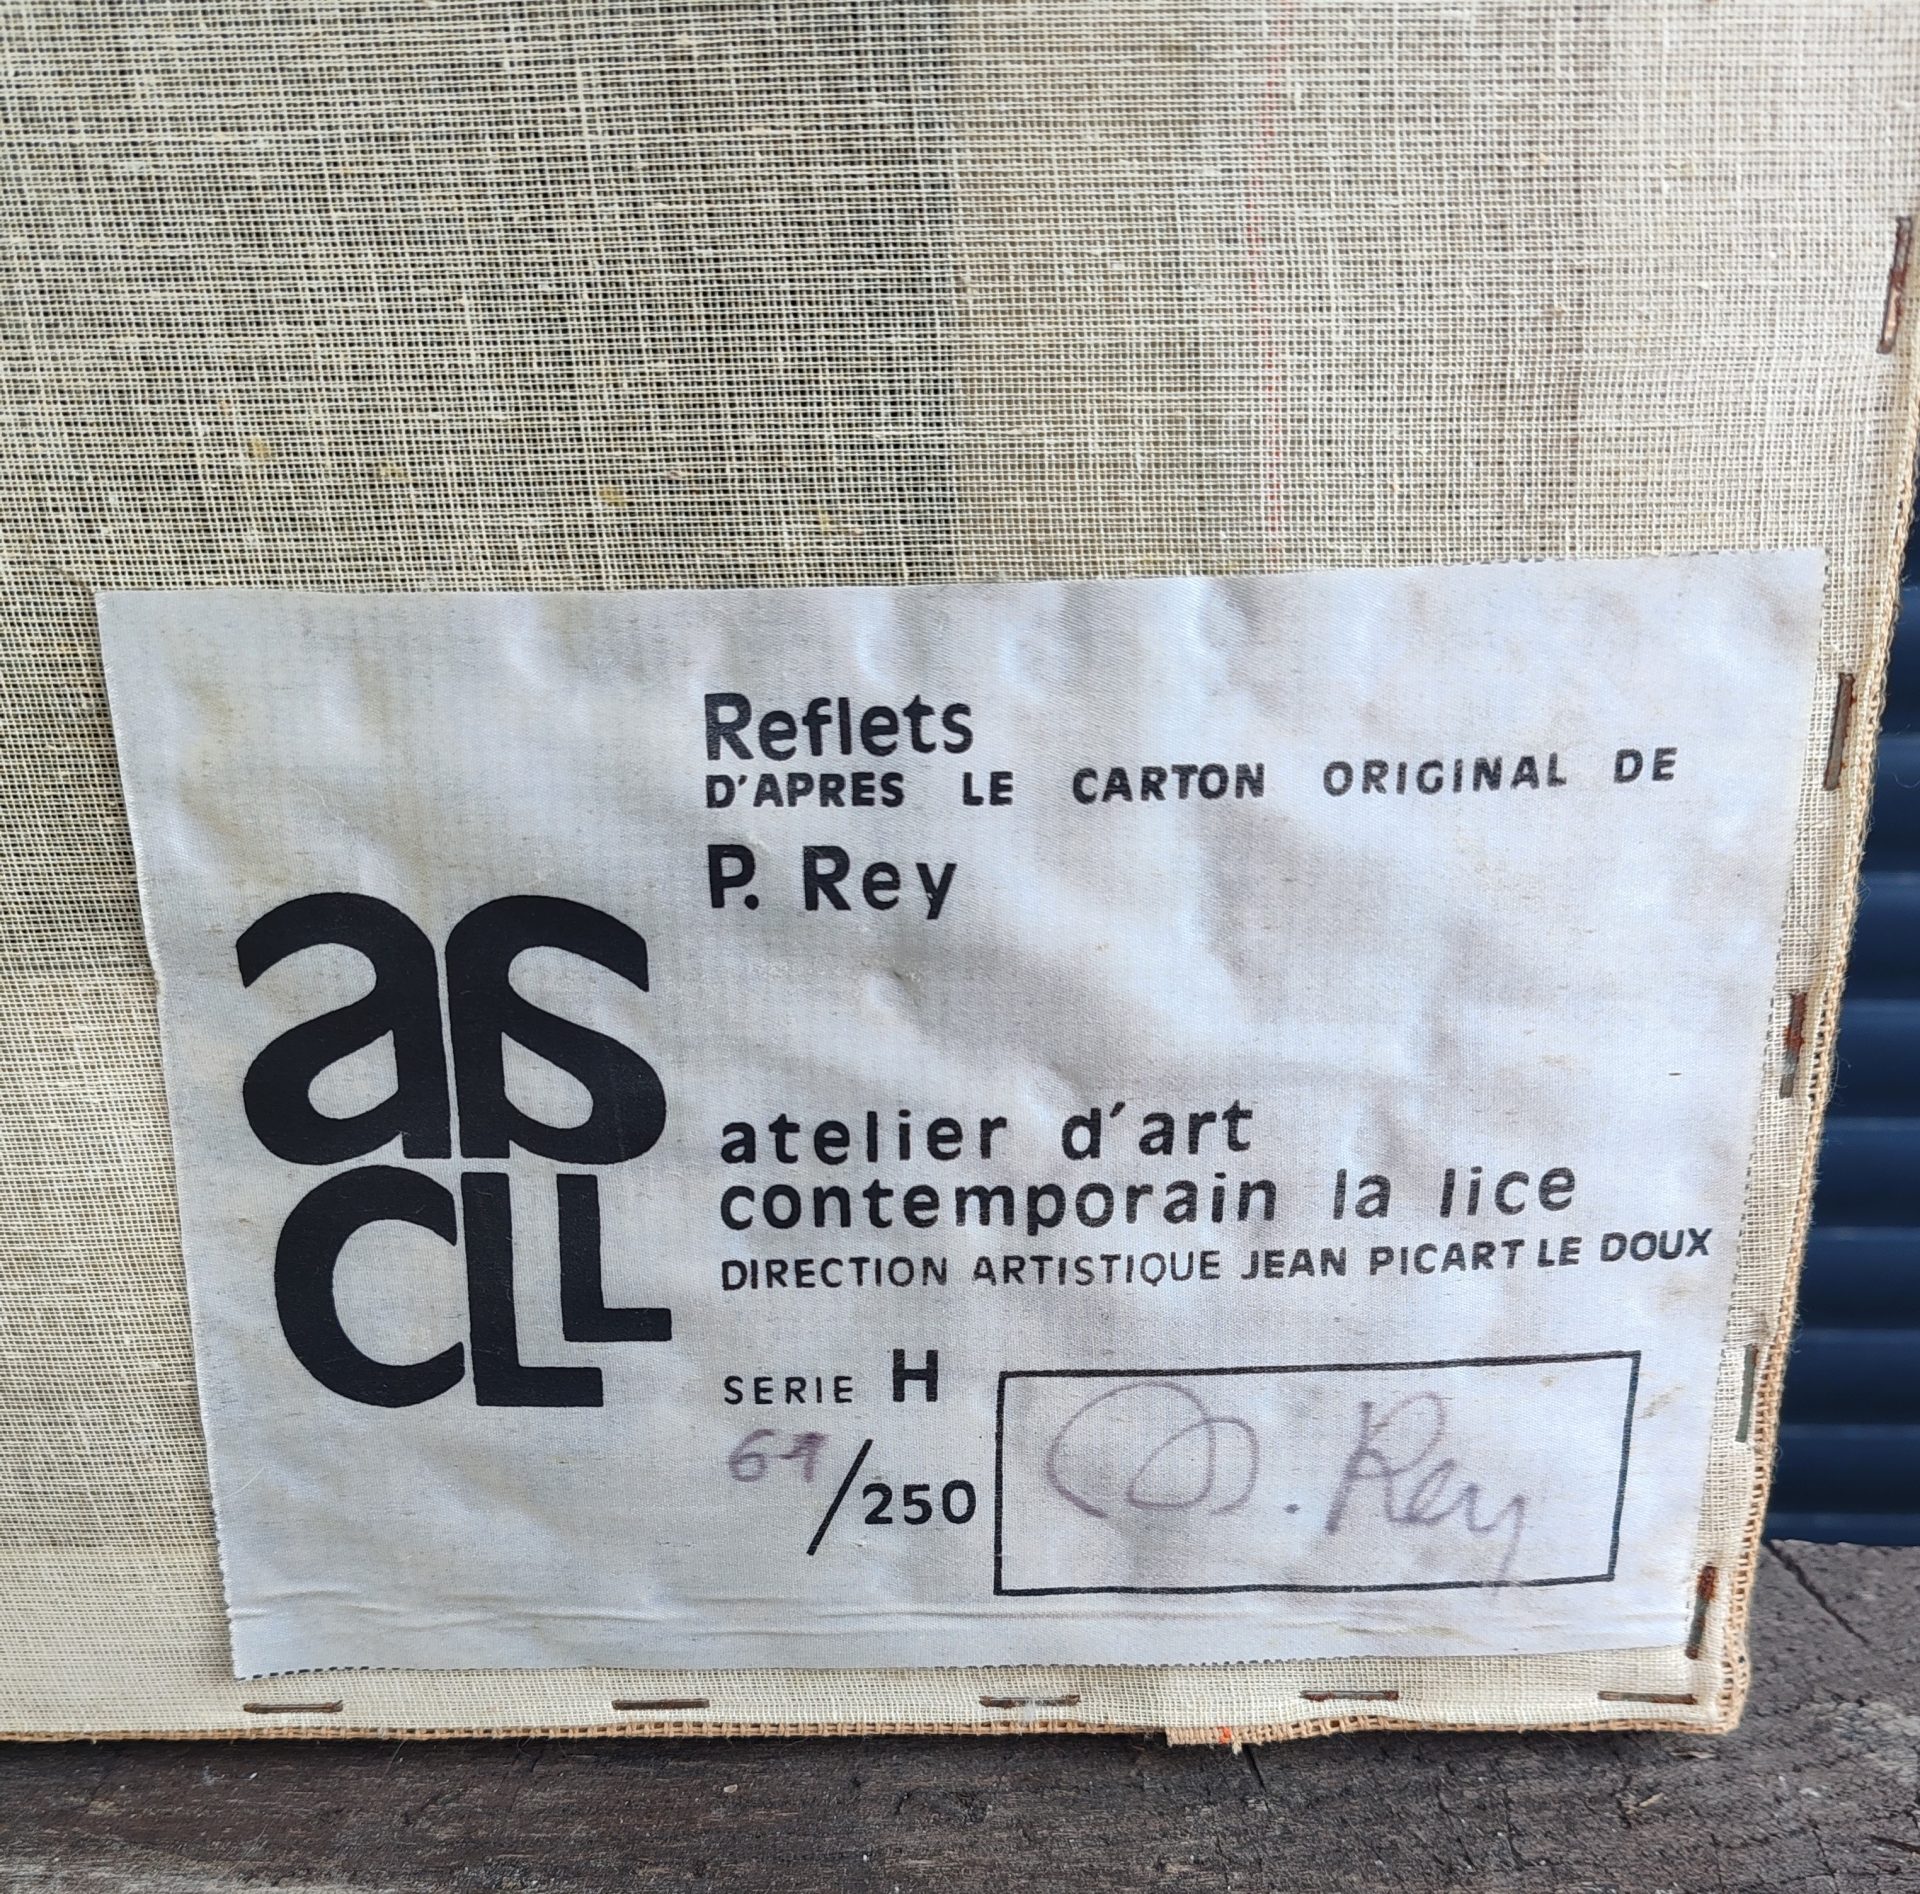 Reflets
D'APRES LE CARTON ORIGINAL DE
P. Rey
aa
CLL
atelier d'art
contemporain la lice
DIRECTION ARTISTIQUE JEAN PICART LE DOUX
SERIE H
/250
P. Rey